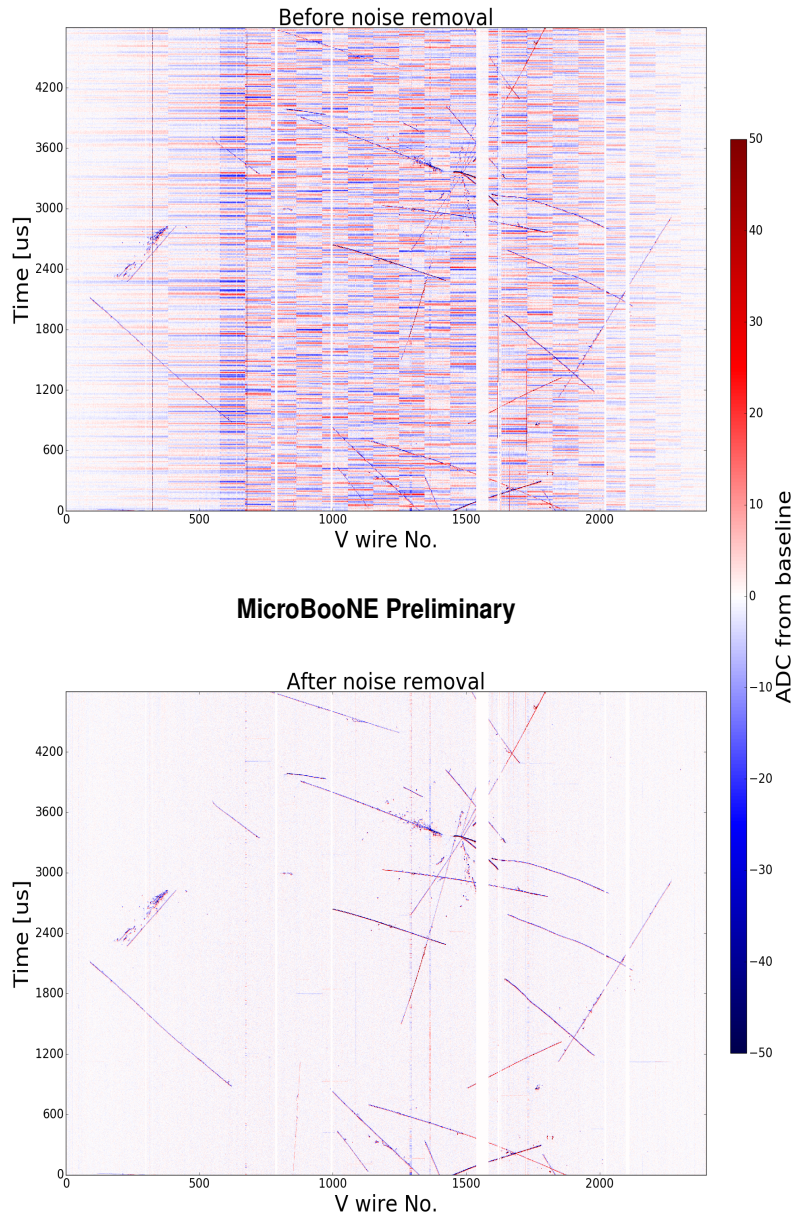 Before noise removal
4200
3600
3000
2400
1800
1200
600
0
Time [us]
0 500 1000 1500 2000
V wire No.
MicroBooNE Preliminary
After noise removal
4200
3600
3000
2400
1800
1200
600
0
Time [us]
0 500 1000 1500 2000
V wire No.
50
40
30
20
10
0
−10
−20
−30
−40
−50
ADC from baseline